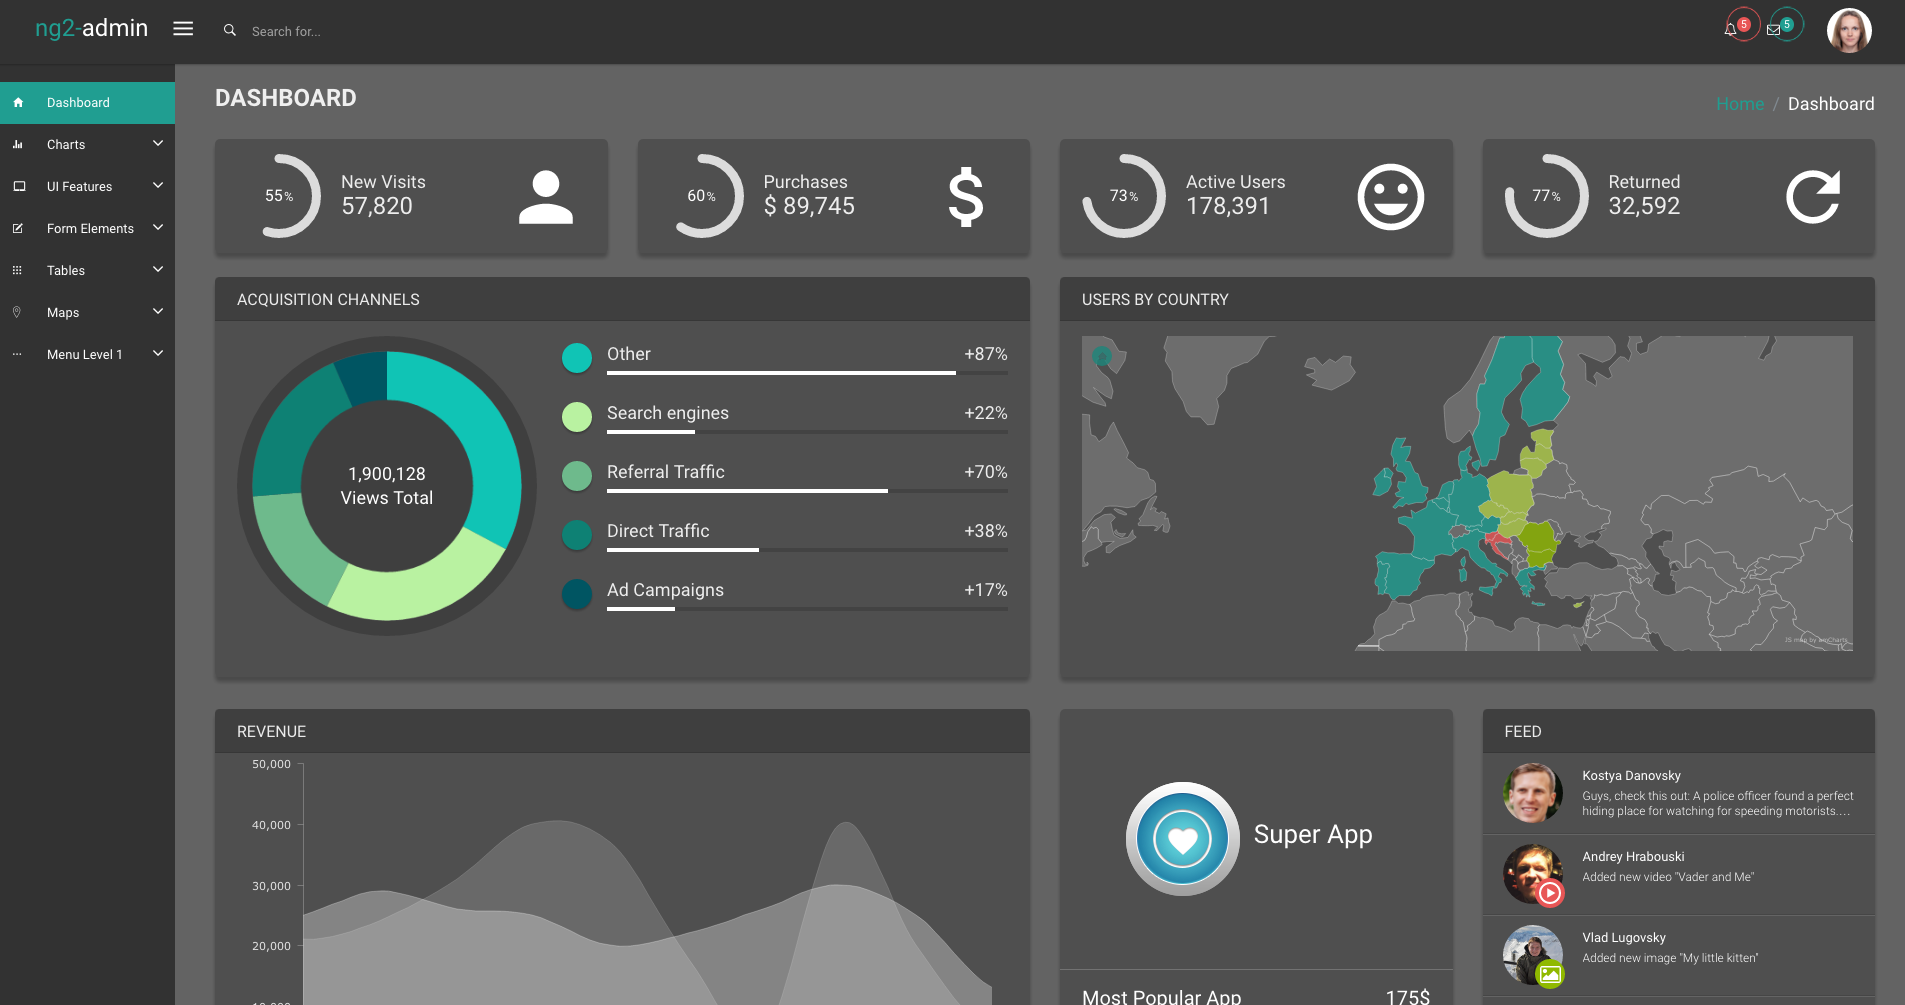 ng2-admin
Search for...
5
5
Dashboard
Charts
UI Features
Form Elements
Tables
Maps
Menu Level 1
DASHBOARD
Home / Dashboard
55%
New Visits
57,820
60%
Purchases
$ 89,745
73%
Active Users
178,391
77%
Returned
32,592
ACQUISITION CHANNELS
1,900,128
Views Total
Other +87%
Search engines +22%
Referral Traffic +70%
Direct Traffic +38%
Ad Campaigns +17%
USERS BY COUNTRY
JS map by amCharts
REVENUE
50,000
40,000
30,000
20,000
10,000
Super App
Most Popular App 175$
FEED
Kostya Danovsky
Guys, check this out: A police officer found a perfect
hiding place for watching for speeding motorists....
Andrey Hrabouski
Added new video "Vader and Me"
Vlad Lugovsky
Added new image "My little kitten"